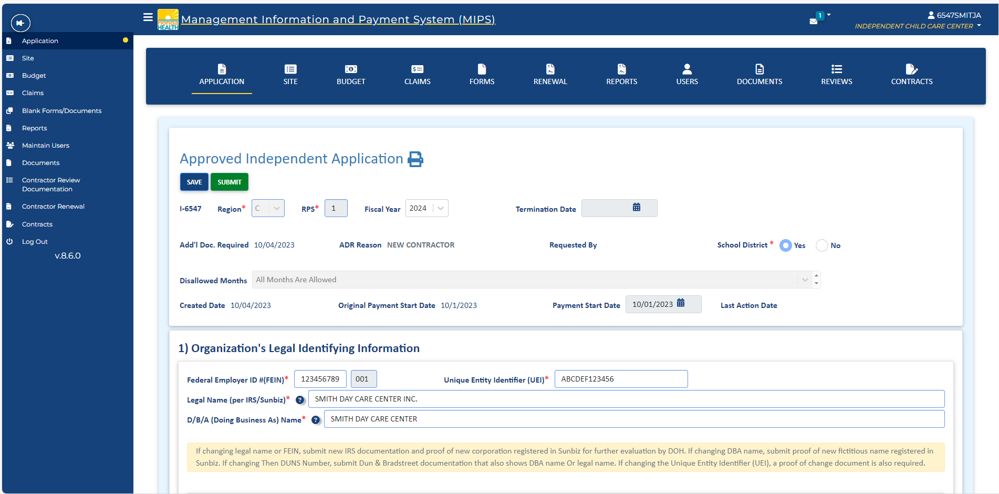 Florida
HEALTH
Management Information and Payment System (MIPS)
1
6547SMITJA
INDEPENDENT CHILD CARE CENTER
Application
Site
Budget
Claims
Blank Forms/Documents
Reports
Maintain Users
Documents
Contractor Review
Documentation
Contractor Renewal
Contracts
Log Out
v.8.6.0
APPLICATION SITE BUDGET CLAIMS FORMS RENEWAL REPORTS USERS DOCUMENTS REVIEWS CONTRACTS
Approved Independent Application
SAVE SUBMIT
I-6547 Region* C RPS* 1 Fiscal Year 2024 Termination Date
Add'l Doc. Required 10/04/2023 ADR Reason NEW CONTRACTOR Requested By School District * Yes No
Disallowed Months All Months Are Allowed
Created Date 10/04/2023 Original Payment Start Date 10/1/2023 Payment Start Date 10/01/2023 Last Action Date
1) Organization's Legal Identifying Information
Federal Employer ID #(FEIN)* 123456789 001 Unique Entity Identifier (UEI)* ABCDEF123456
Legal Name (per IRS/Sunbiz)* ? SMITH DAY CARE CENTER INC.
D/B/A (Doing Business As) Name* ? SMITH DAY CARE CENTER
If changing legal name or FEIN, submit new IRS documentation and proof of new corporation registered in Sunbiz for further evaluation by DOH. If changing DBA name, submit proof of new fictitious name registered in
Sunbiz. If changing Then DUNS Number, submit Dun & Bradstreet documentation that also shows DBA name Or legal name. If changing the Unique Entity Identifier (UEI), a proof of change document is also required.